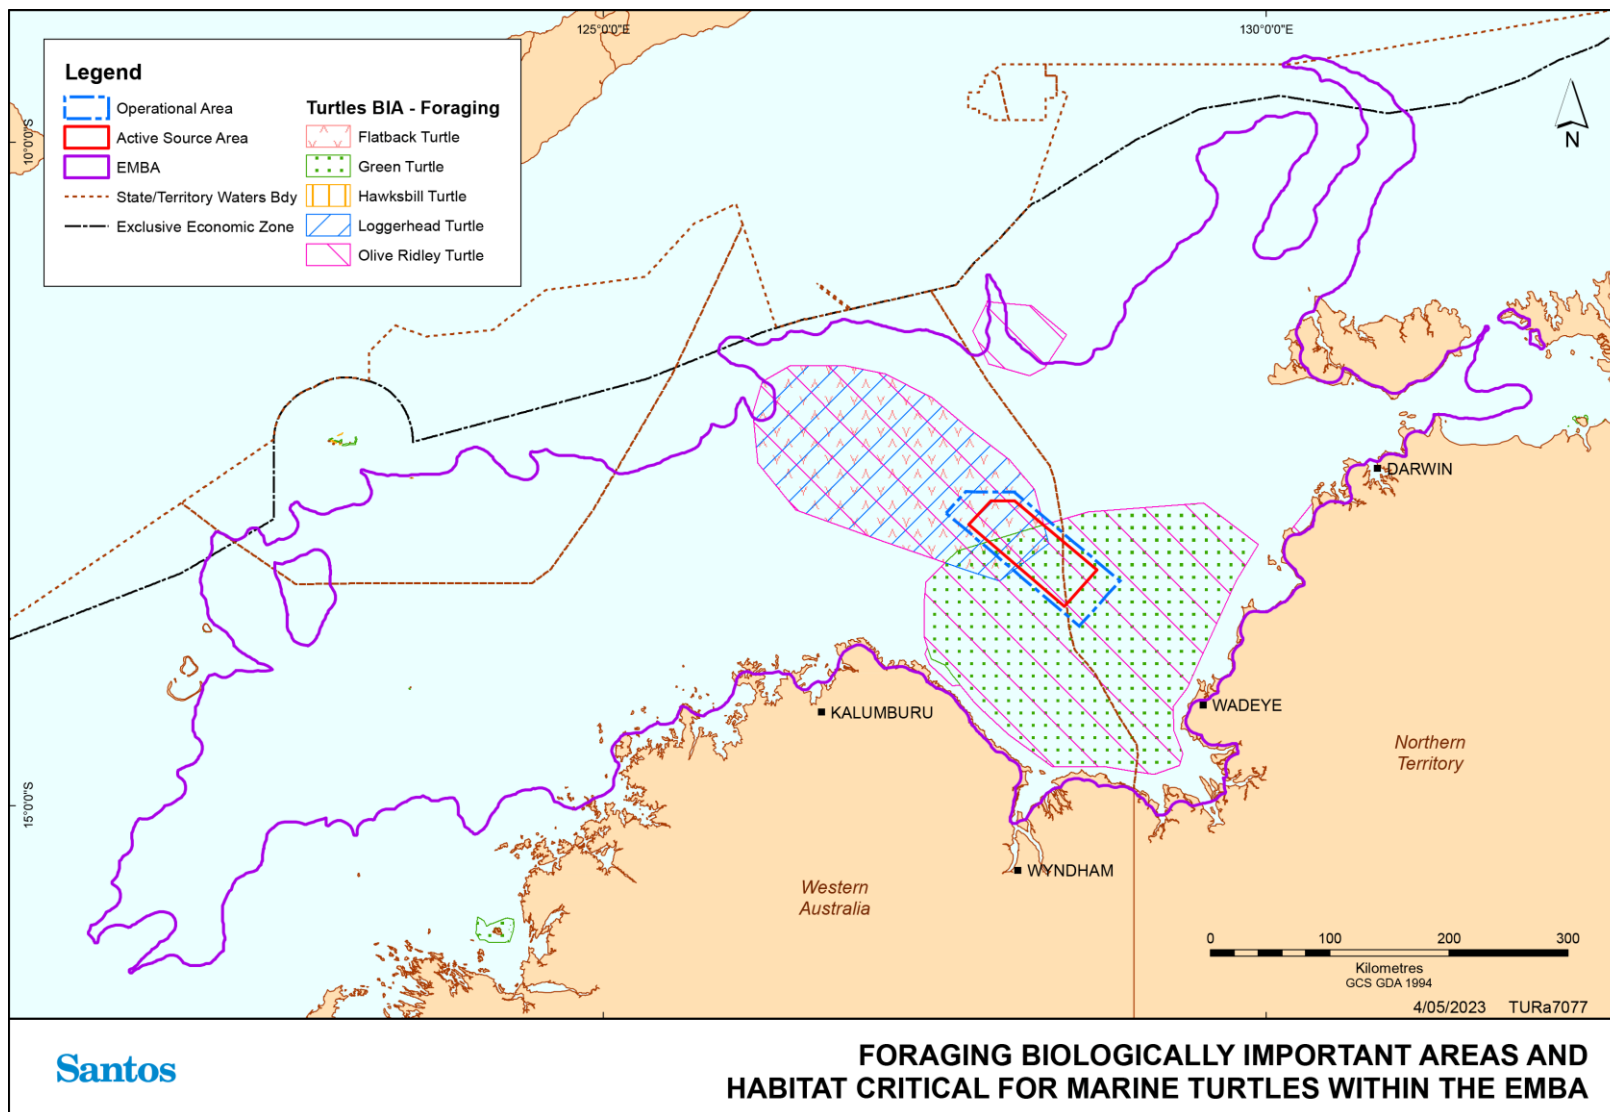 125°0'0"E
130°0'0"E
Legend
Operational Area
Active Source Area
EMBA
State/Territory Waters Bdy
Exclusive Economic Zone
Turtles BIA - Foraging
Flatback Turtle
Green Turtle
Hawksbill Turtle
Loggerhead Turtle
Olive Ridley Turtle
10°0'0"S
N
DARWIN
KALUMBURU
WADEYE
Northern
Territory
15°0'0"S
WYNDHAM
Western
Australia
0 100 200 300
Kilometres
GCS GDA 1994
4/05/2023 TURa7077
Santos
FORAGING BIOLOGICALLY IMPORTANT AREAS AND
HABITAT CRITICAL FOR MARINE TURTLES WITHIN THE EMBA